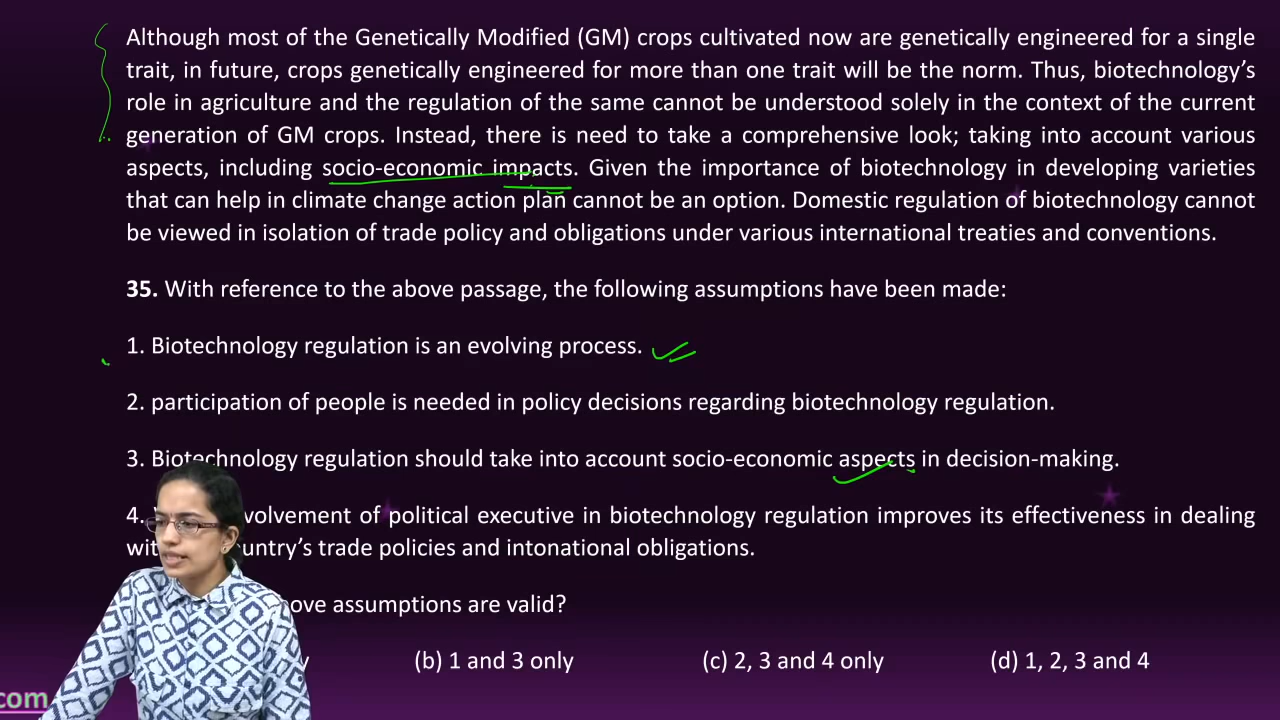 Although most of the Genetically Modified (GM) crops cultivated now are genetically engineered for a single
trait, in future, crops genetically engineered for more than one trait will be the norm. Thus, biotechnology's
role in agriculture and the regulation of the same cannot be understood solely in the context of the current
generation of GM crops. Instead, there is need to take a comprehensive look; taking into account various
aspects, including socio-economic impacts. Given the importance of biotechnology in developing varieties
that can help in climate change action plan cannot be an option. Domestic regulation of biotechnology cannot
be viewed in isolation of trade policy and obligations under various international treaties and conventions.
35. With reference to the above passage, the following assumptions have been made:
1. Biotechnology regulation is an evolving process.
2. participation of people is needed in policy decisions regarding biotechnology regulation.
3. Biotechnology regulation should take into account socio-economic aspects in decision-making.
4. volvement of political executive in biotechnology regulation improves its effectiveness in dealing
wit untry's trade policies and intonational obligations.
ove assumptions are valid?
y (b) 1 and 3 only (c) 2, 3 and 4 only (d) 1, 2, 3 and 4
com